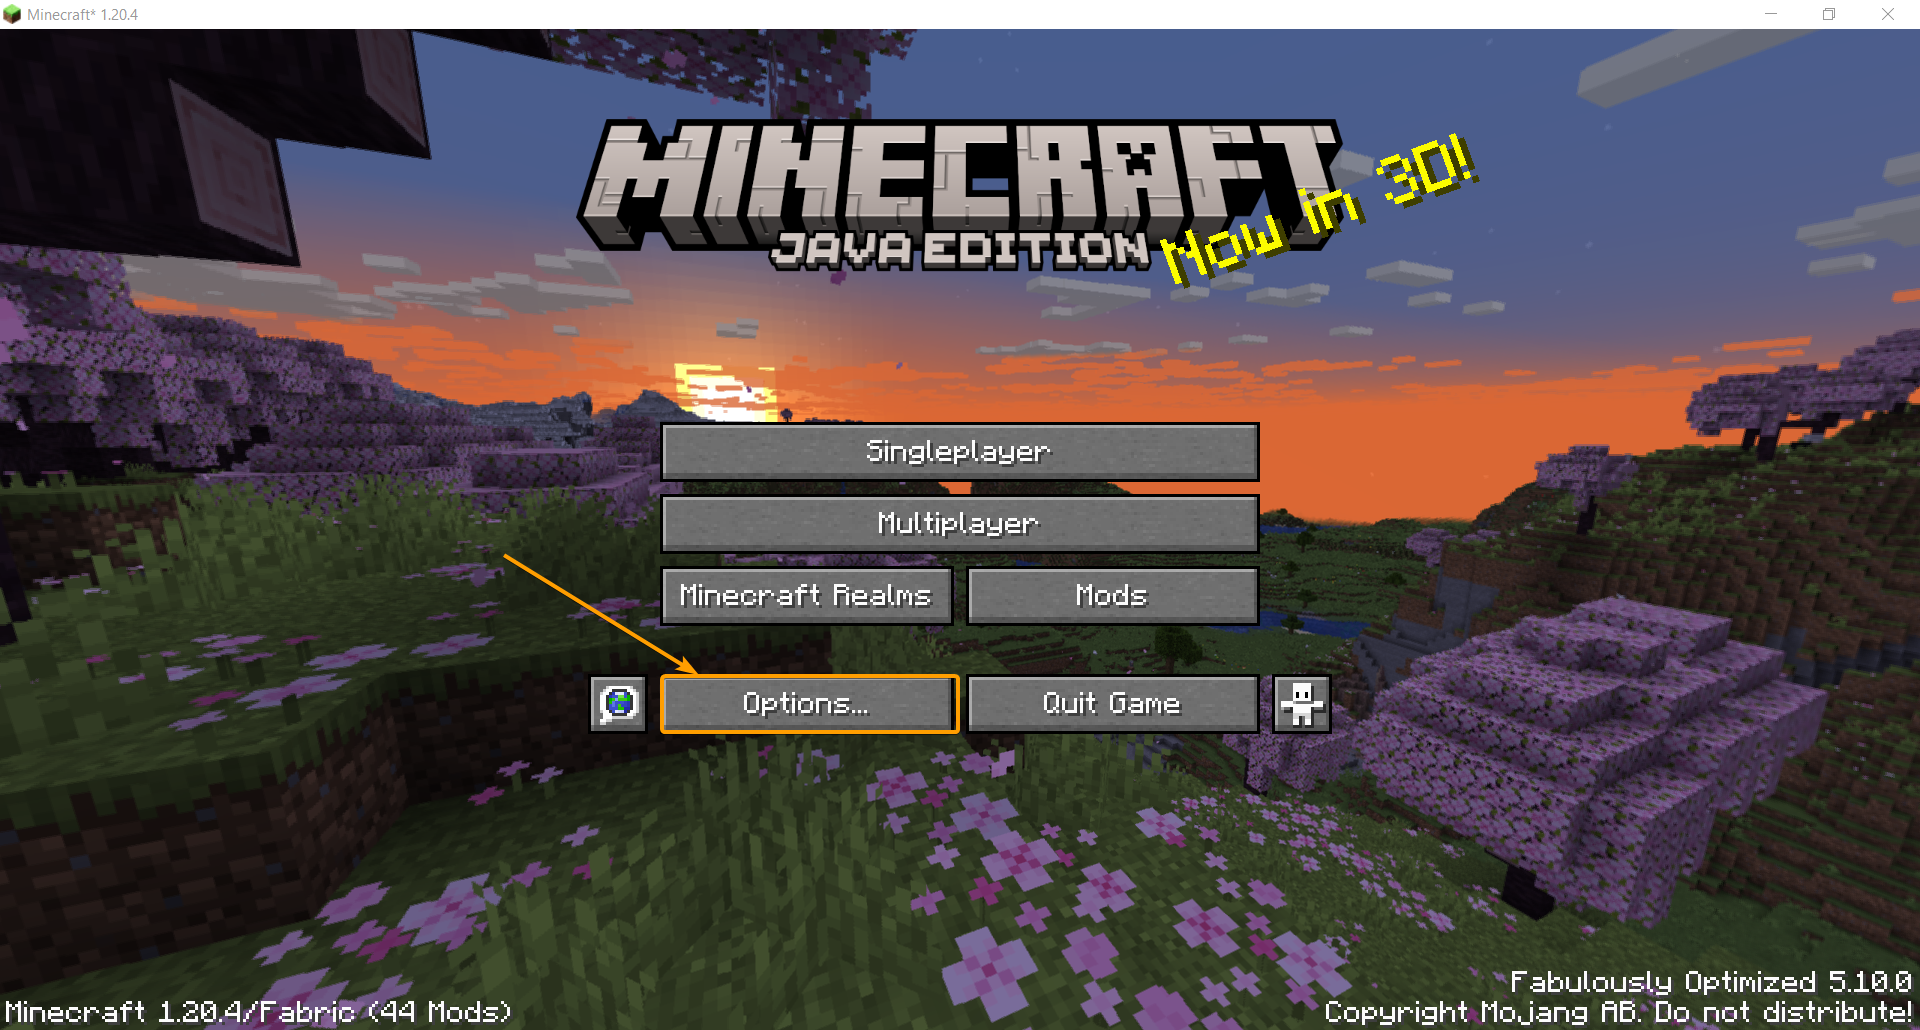 Minecraft* 1.20.4
MINECRAFT
JAVA EDITION
Now in 3D!
Singleplayer
Multiplayer
Minecraft Realms
Mods
Options...
Quit Game
Fabulously Optimized 5.10.0
Minecraft 1.20.4/Fabric (44 Mods)
Copyright Mojang AB. Do not distribute!